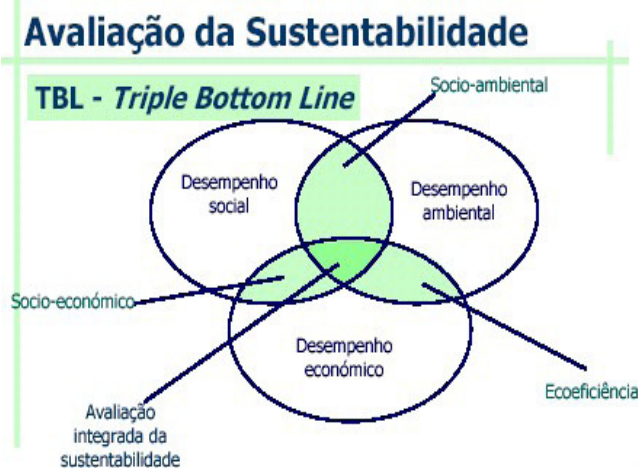 Avaliação da Sustentabilidade
TBL - Triple Bottom Line
Socio-ambiental
Desempenho
social
Desempenho
ambiental
Socio-económico
Desempenho
económico
Ecoeficiência
Avaliação
integrada da
sustentabilidade